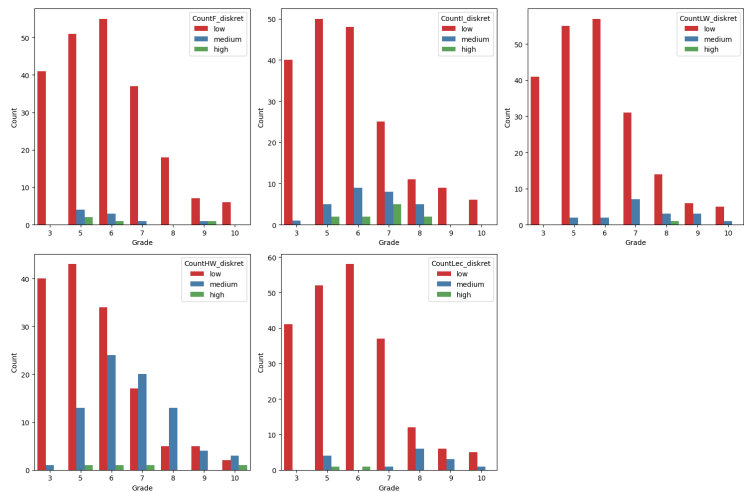 CountF_diskret
low
medium
high
Count
50
40
30
20
10
0
3 5 6 7 8 9 10
Grade
CountI_diskret
low
medium
high
Count
50
40
30
20
10
0
3 5 6 7 8 9 10
Grade
CountLW_diskret
low
medium
high
Count
50
40
30
20
10
0
3 5 6 7 8 9 10
Grade
CountHW_diskret
low
medium
high
Count
40
30
20
10
0
3 5 6 7 8 9 10
Grade
CountLec_diskret
low
medium
high
Count
60
50
40
30
20
10
0
3 5 6 7 8 9 10
Grade